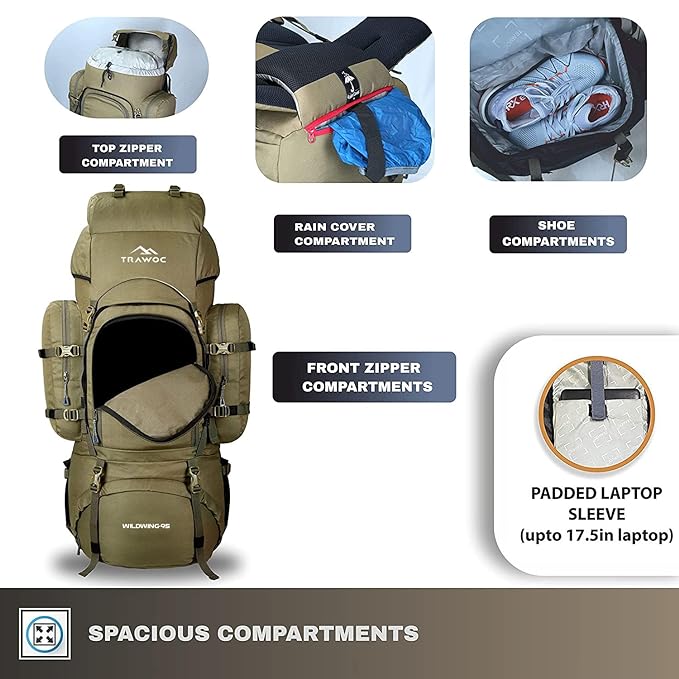 TOP ZIPPER
COMPARTMENT
RAIN COVER
COMPARTMENT
SHOE
COMPARTMENTS
TRAWOC
FRONT ZIPPER
COMPARTMENTS
WILDWING-95
PADDED LAPTOP
SLEEVE
(upto 17.5in laptop)
SPACIOUS COMPARTMENTS